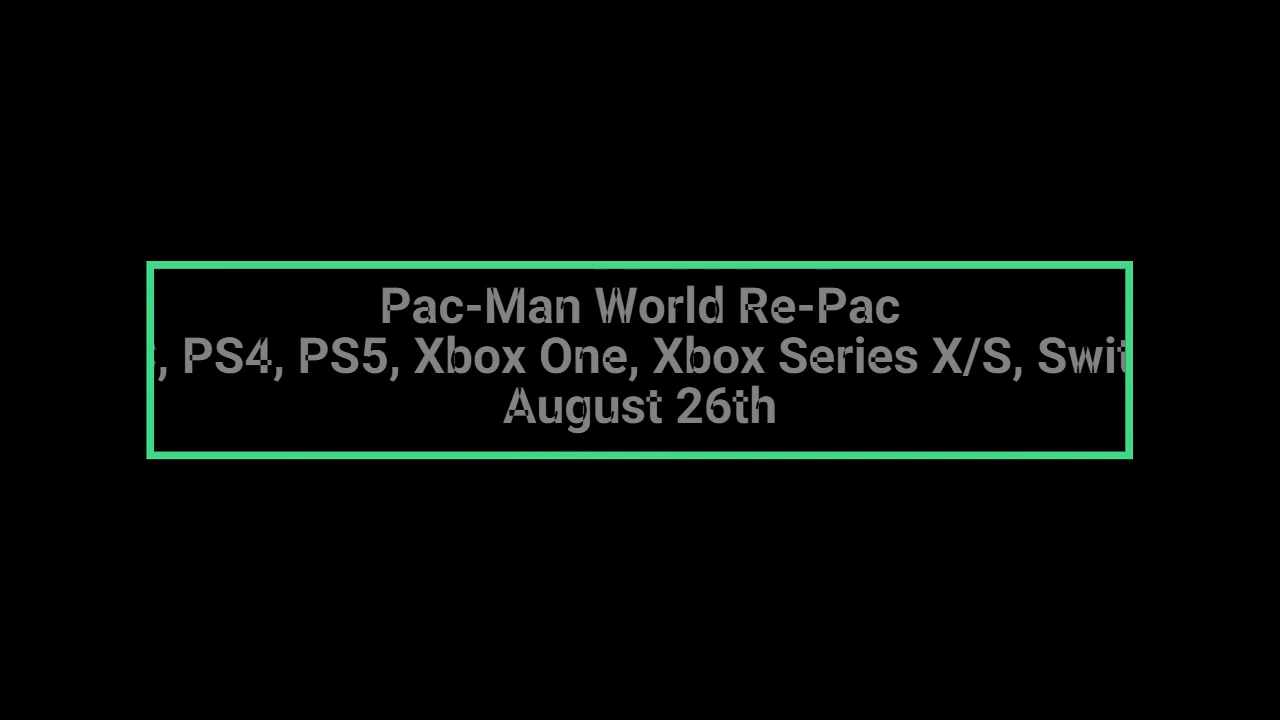 Pac-Man World Re-Pac
, PS4, PS5, Xbox One, Xbox Series X/S, Swit
August 26th